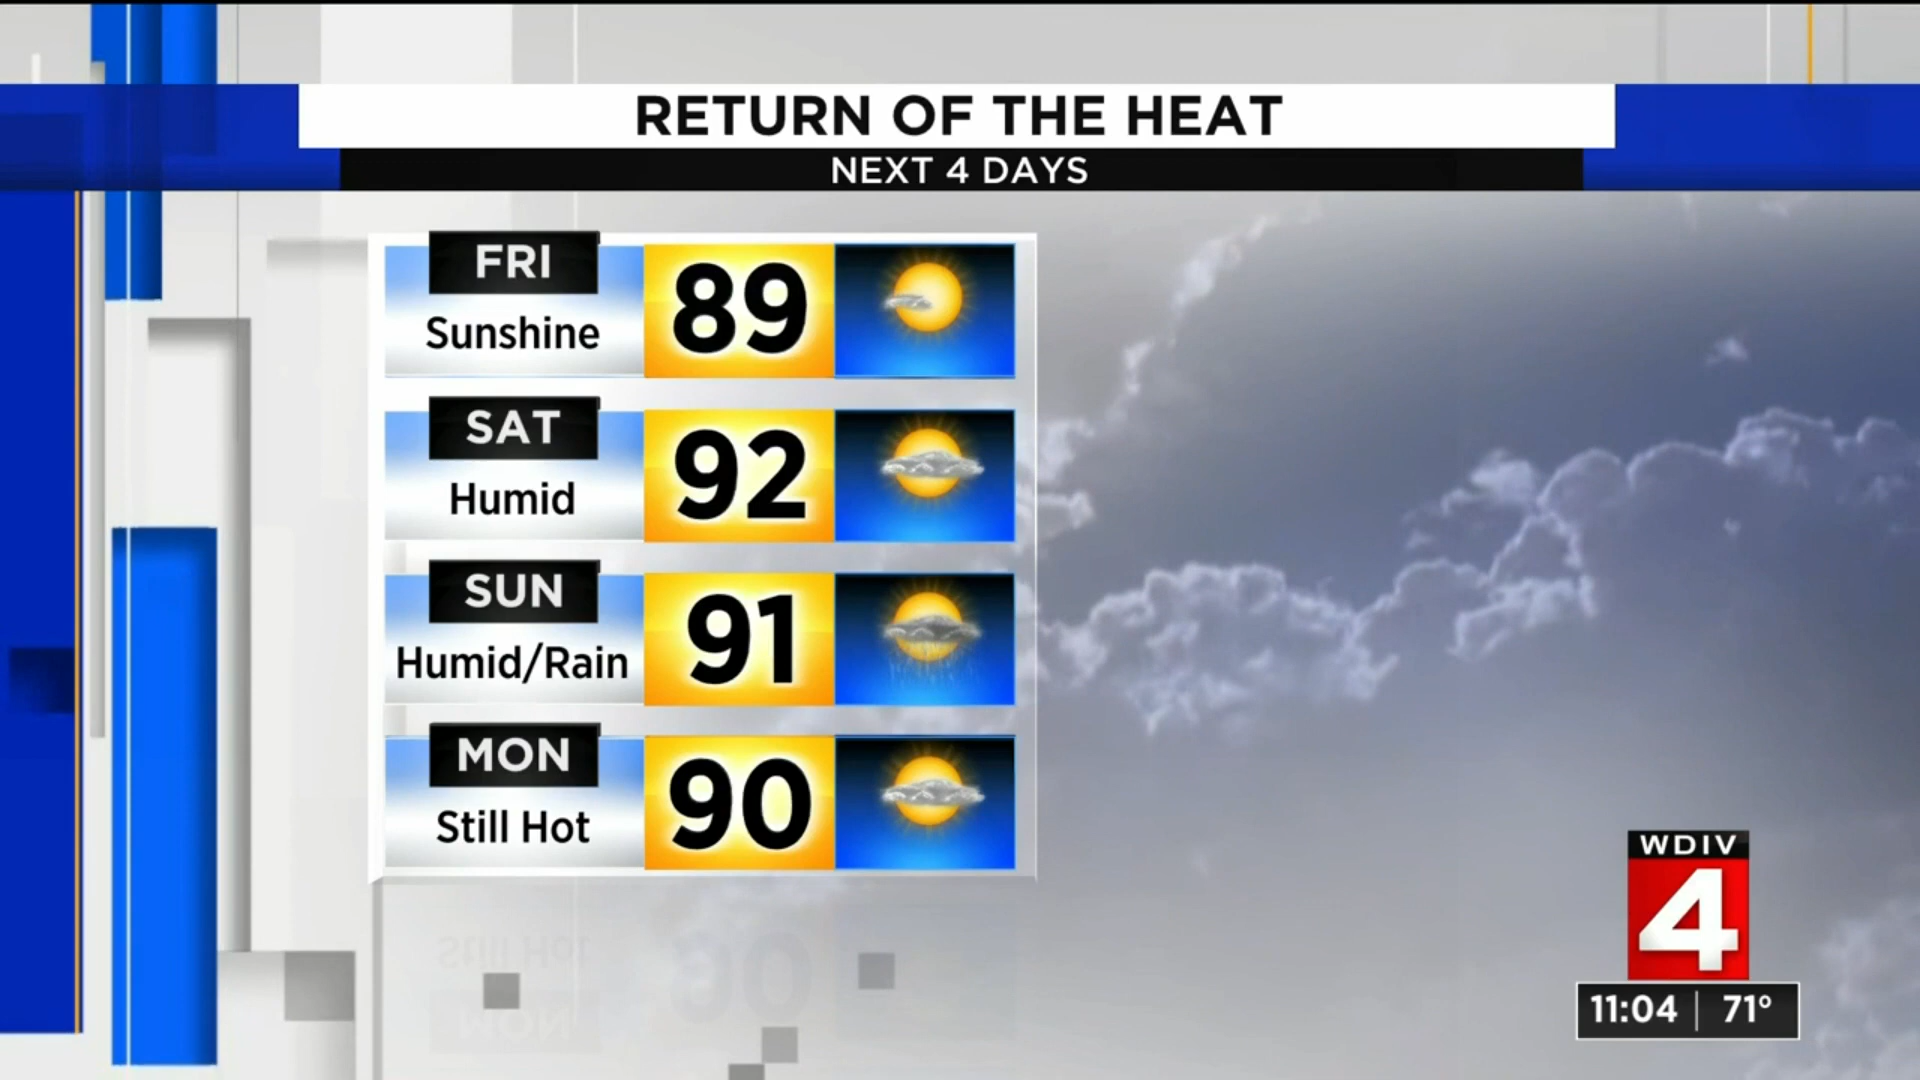 RETURN OF THE HEAT
NEXT 4 DAYS
FRI
Sunshine
89
SAT
Humid
92
SUN
Humid/Rain
91
MON
Still Hot
90
WDIV
4
11:04 71°